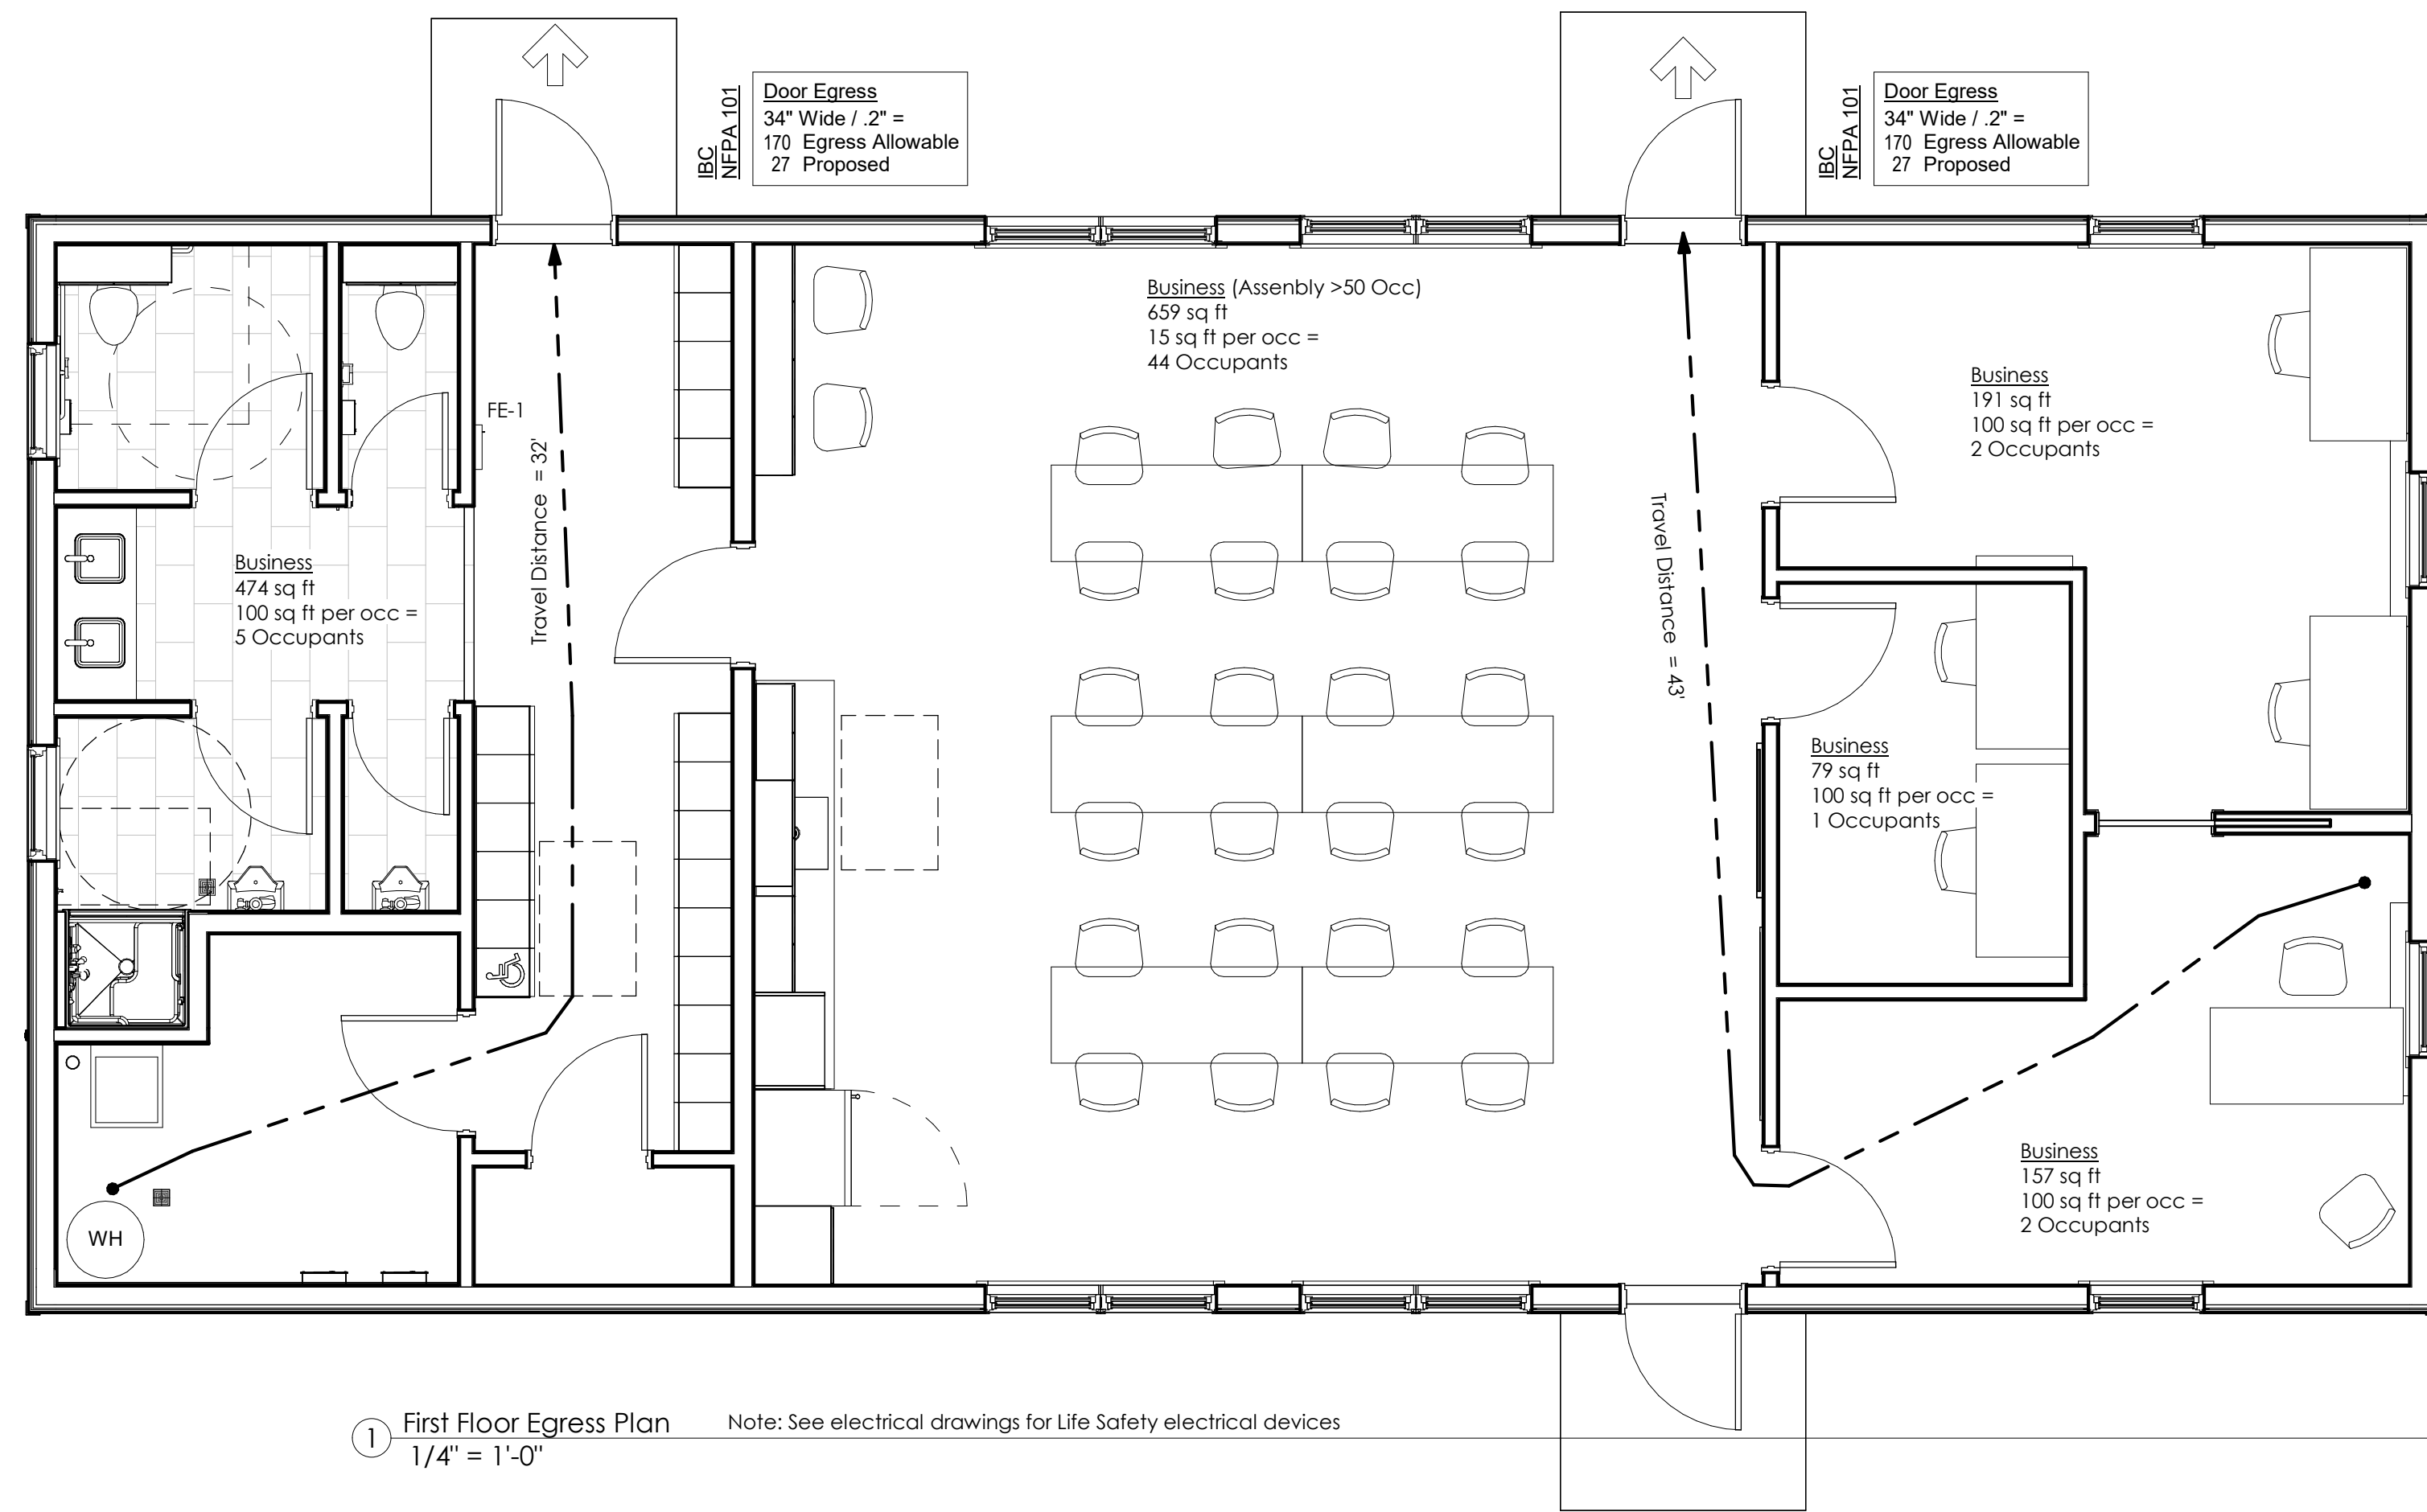 IBC
NFPA 101
Door Egress
34" Wide / .2" =
170 Egress Allowable
27 Proposed
IBC
NFPA 101
Door Egress
34" Wide / .2" =
170 Egress Allowable
27 Proposed
Business (Assenbly >50 Occ)
659 sq ft
15 sq ft per occ =
44 Occupants
Business
191 sq ft
100 sq ft per occ =
2 Occupants
FE-1
Travel Distance = 32'
Travel Distance = 43'
Business
474 sq ft
100 sq ft per occ =
5 Occupants
Business
79 sq ft
100 sq ft per occ =
1 Occupants
Business
157 sq ft
100 sq ft per occ =
2 Occupants
WH
1 First Floor Egress Plan
1/4" = 1'-0"
Note: See electrical drawings for Life Safety electrical devices